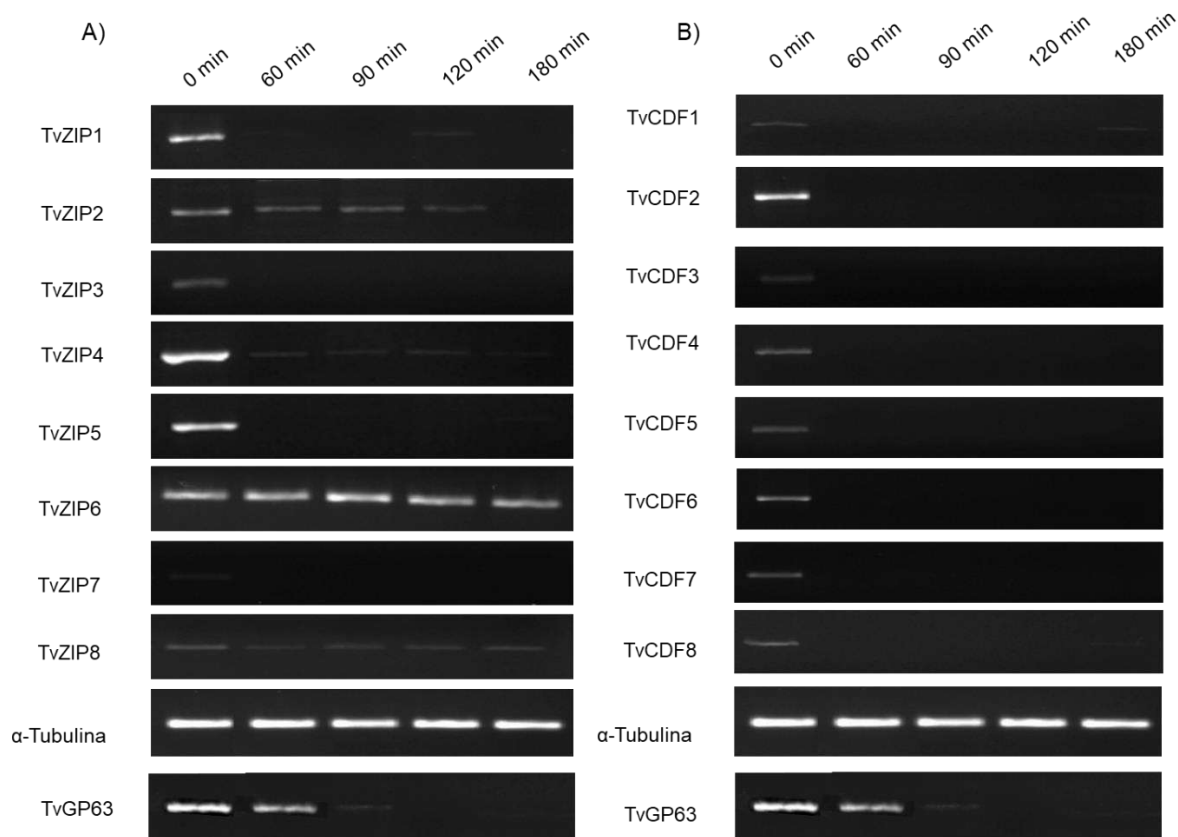 A)
0 min 60 min 90 min 120 min 180 min
TvZIP1
TvZIP2
TvZIP3
TvZIP4
TvZIP5
TvZIP6
TvZIP7
TvZIP8
α-Tubulina
TvGP63
B)
0 min 60 min 90 min 120 min 180 min
TvCDF1
TvCDF2
TvCDF3
TvCDF4
TvCDF5
TvCDF6
TvCDF7
TvCDF8
α-Tubulina
TvGP63